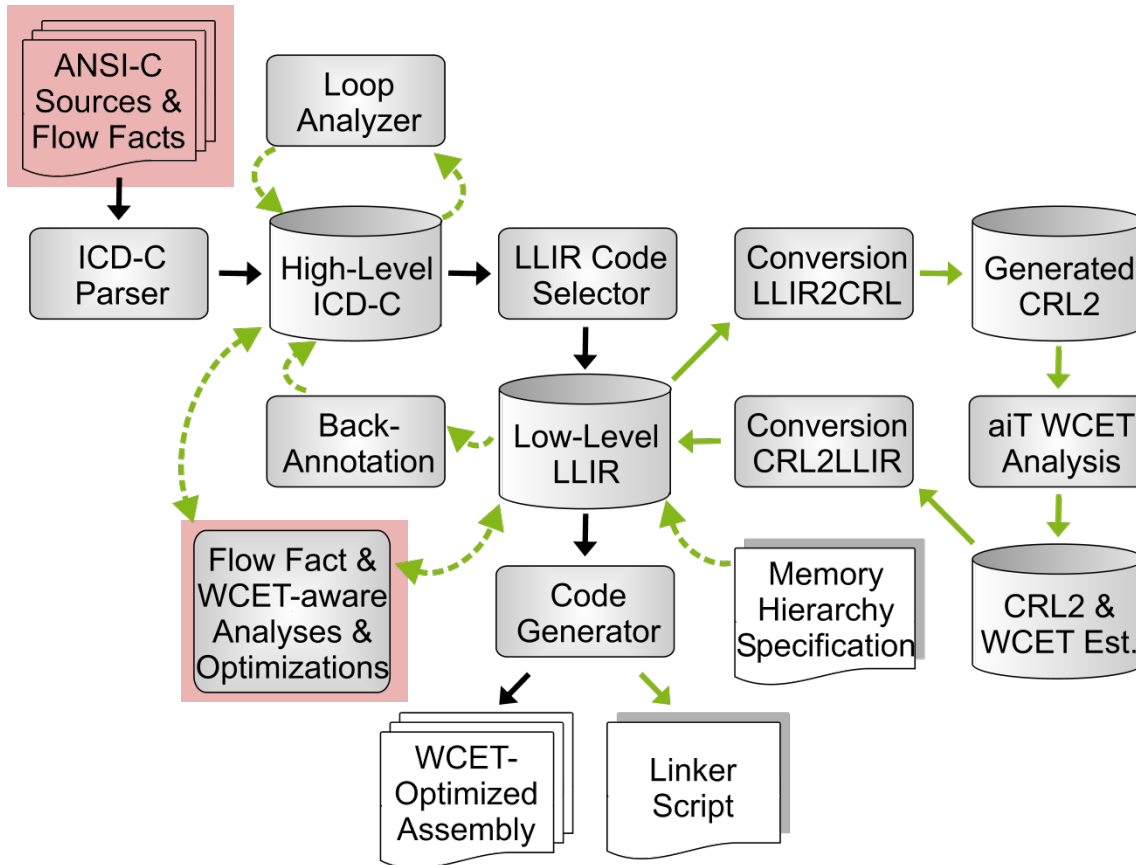 ANSI-C
Sources &
Flow Facts
Loop
Analyzer
ICD-C
Parser
High-Level
ICD-C
LLIR Code
Selector
Conversion
LLIR2CRL
Generated
CRL2
Back-
Annotation
Low-Level
LLIR
Conversion
CRL2LLIR
aiT WCET
Analysis
Flow Fact &
WCET-aware
Analyses &
Optimizations
Code
Generator
Memory
Hierarchy
Specification
CRL2 &
WCET Est.
WCET-
Optimized
Assembly
Linker
Script